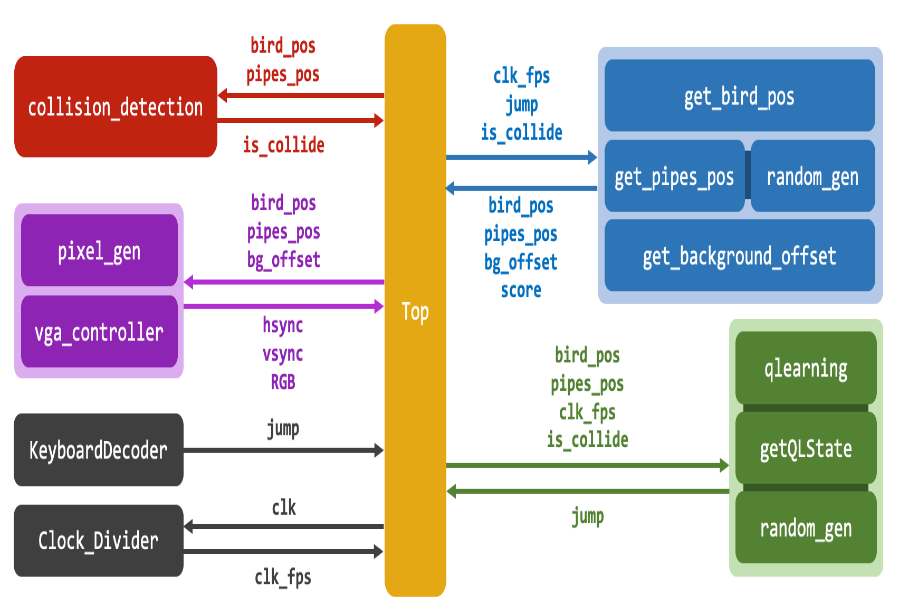 bird_pos
pipes_pos
collision_detection
is_collide
bird_pos
pipes_pos
bg_offset
pixel_gen
vga_controller
hsync
vsync
RGB
jump
KeyboardDecoder
clk
Clock_Divider
clk_fps
Top
clk_fps
jump
is_collide
get_bird_pos
get_pipes_pos
random_gen
get_background_offset
bird_pos
pipes_pos
bg_offset
score
bird_pos
pipes_pos
clk_fps
is_collide
qlearning
getQLState
random_gen
jump